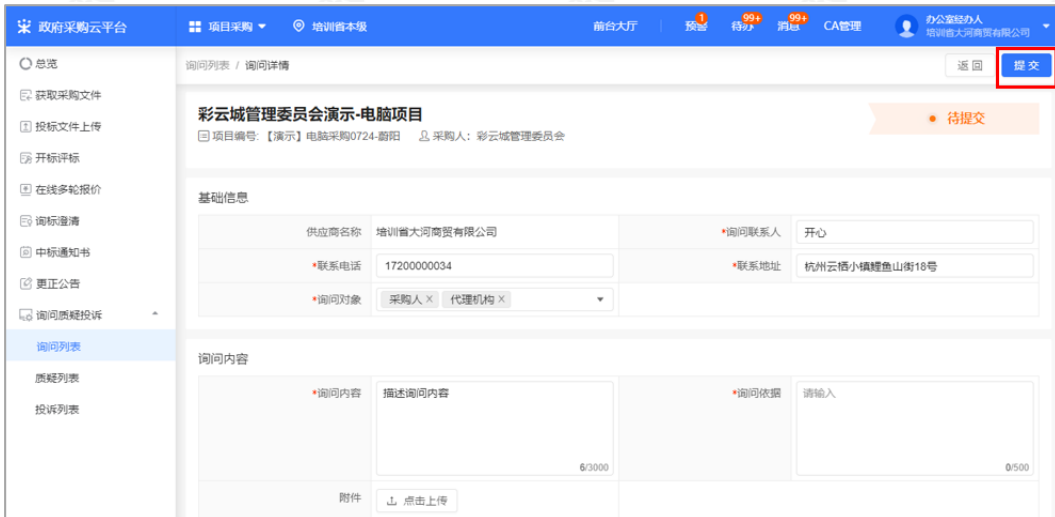 政府采购云平台 项目采购 培训省本级 前台大厅 预警 1 待办 99+ 消息 99+ CA管理 办公室经办人
培训省大河商贸有限公司
总览
询问列表 / 询问详情 返回 提交
获取采购文件
投标文件上传
开标评标
在线多轮报价
询标澄清
中标通知书
更正公告
询问质疑投诉
询问列表
质疑列表
投诉列表
彩云城管理委员会演示-电脑项目
项目编号:【演示】电脑采购0724-蔚阳 采购人: 彩云城管理委员会
待提交
基础信息
供应商名称 培训省大河商贸有限公司 *询问联系人 开心
*联系电话 17200000034 *联系地址 杭州云栖小镇鲤鱼山街18号
*询问对象 采购人 × 代理机构 ×
询问内容
*询问内容 描述询问内容 *询问依据 请输入
6/3000 0/500
附件 点击上传